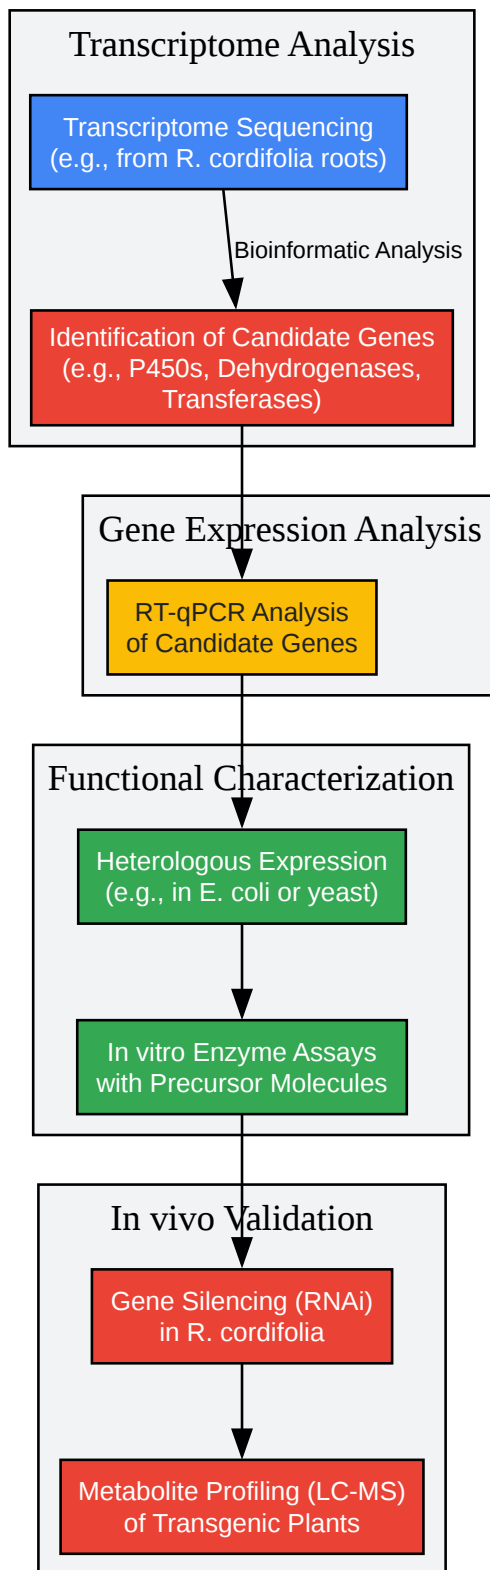 Transcriptome Analysis
Transcriptome Sequencing
(e.g., from R. cordifolia roots)
Bioinformatic Analysis
Identification of Candidate Genes
(e.g., P450s, Dehydrogenases,
Transferases)
Gene Expression Analysis
RT-qPCR Analysis
of Candidate Genes
Functional Characterization
Heterologous Expression
(e.g., in E. coli or yeast)
In vitro Enzyme Assays
with Precursor Molecules
In vivo Validation
Gene Silencing (RNAi)
in R. cordifolia
Metabolite Profiling (LC-MS)
of Transgenic Plants